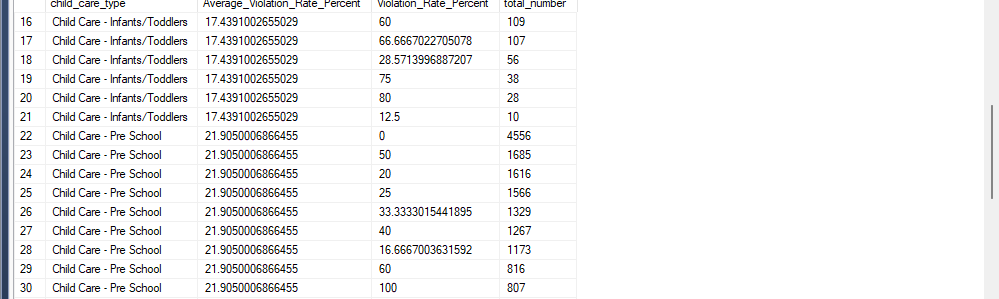 child_care_type Average_Violation_Rate_Percent Violation_Rate_Percent total_number
16 Child Care - Infants/Toddlers 17.4391002655029 60 109
17 Child Care - Infants/Toddlers 17.4391002655029 66.6667022705078 107
18 Child Care - Infants/Toddlers 17.4391002655029 28.5713996887207 56
19 Child Care - Infants/Toddlers 17.4391002655029 75 38
20 Child Care - Infants/Toddlers 17.4391002655029 80 28
21 Child Care - Infants/Toddlers 17.4391002655029 12.5 10
22 Child Care - Pre School 21.9050006866455 0 4556
23 Child Care - Pre School 21.9050006866455 50 1685
24 Child Care - Pre School 21.9050006866455 20 1616
25 Child Care - Pre School 21.9050006866455 25 1566
26 Child Care - Pre School 21.9050006866455 33.3333015441895 1329
27 Child Care - Pre School 21.9050006866455 40 1267
28 Child Care - Pre School 21.9050006866455 16.6667003631592 1173
29 Child Care - Pre School 21.9050006866455 60 816
30 Child Care - Pre School 21.9050006866455 100 807